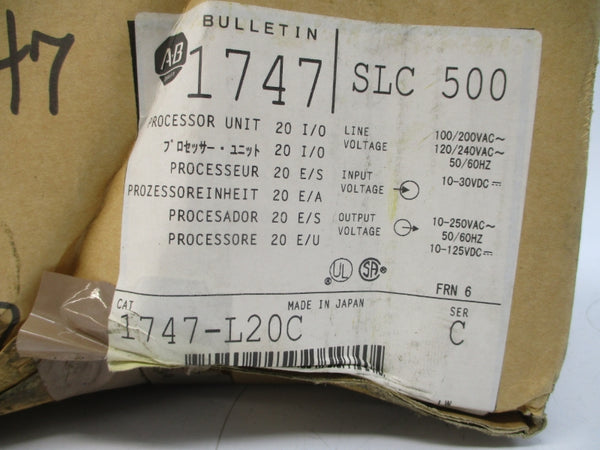 47
BULLETIN
A-B
1747
SLC 500
PROCESSOR UNIT 20 I/O
プロセッサー・ユニット 20 I/O
PROCESSEUR 20 E/S
PROZESSOREINHEIT 20 E/A
PROCESADOR 20 E/S
PROCESSORE 20 E/U
LINE VOLTAGE 100/200VAC~
120/240VAC~
50/60HZ
INPUT VOLTAGE 10-30VDC⎓
OUTPUT VOLTAGE 10-250VAC~
50/60HZ
10-125VDC⎓
UL SA
FRN 6
CAT MADE IN JAPAN SER
1747-L20C C